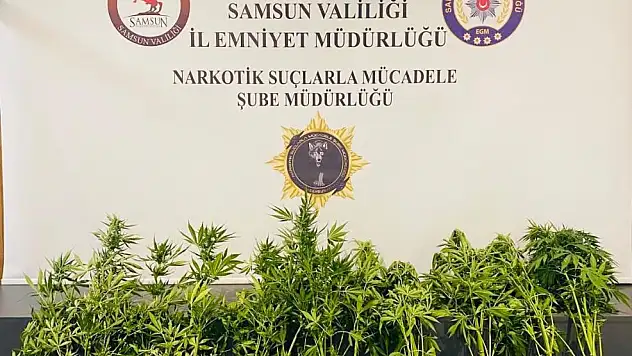 SAMSUN VALİLİĞİ
İL EMNİYET MÜDÜRLÜĞÜ
NARKOTİK SUÇLARLA MÜCADELE
ŞUBE MÜDÜRLÜĞÜ
SAMSUN
SAMSUN VALİLİĞİ
EGM